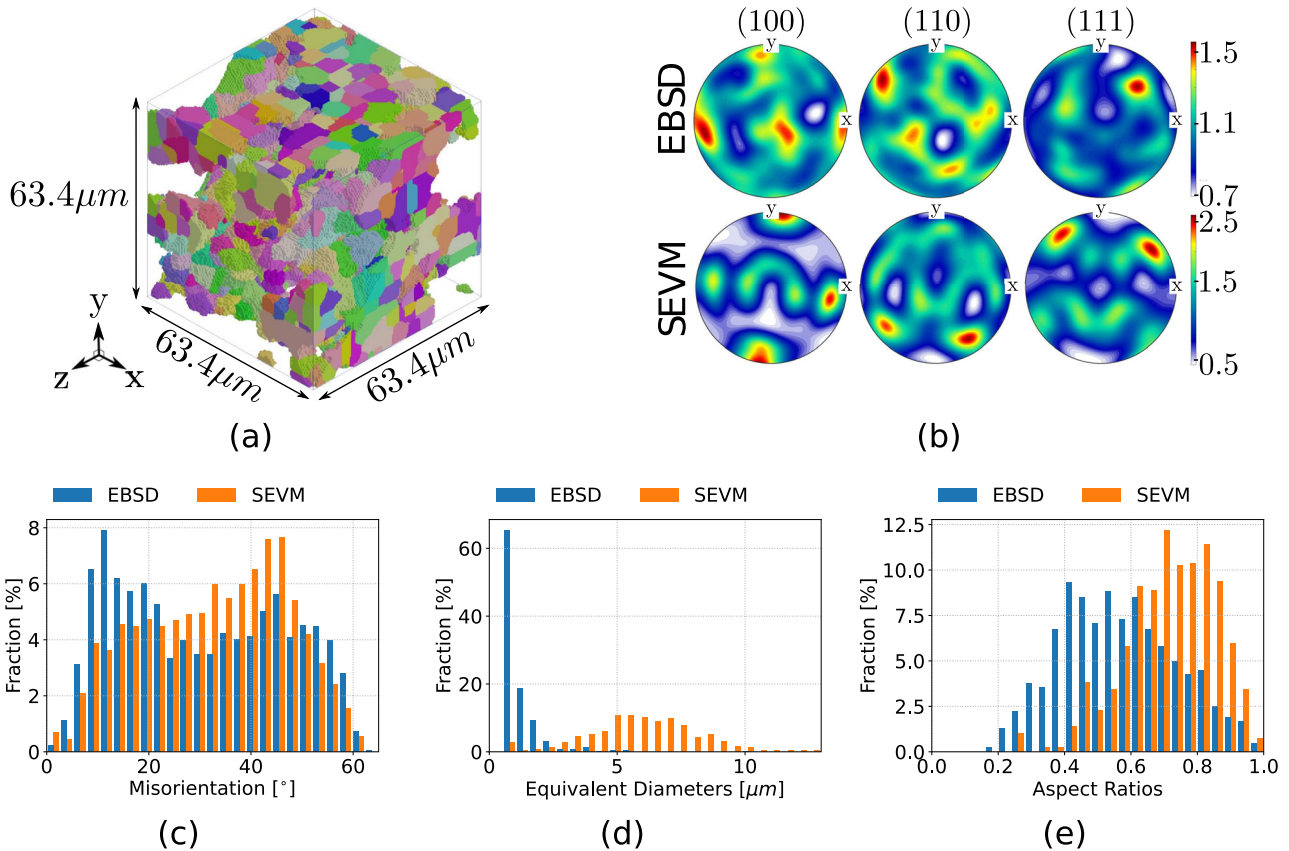 63.4μm
63.4μm
63.4μm
y
z
x
(a)
(100)
(110)
(111)
EBSD
y
y
y
x
x
x
1.5
1.1
0.7
SEVM
y
y
y
x
x
x
2.5
1.5
0.5
(b)
EBSD
SEVM
Fraction [%]
8
6
4
2
0
0
20
40
60
Misorientation [°]
(c)
EBSD
SEVM
Fraction [%]
60
40
20
0
0
5
10
Equivalent Diameters [μm]
(d)
EBSD
SEVM
Fraction [%]
12.5
10.0
7.5
5.0
2.5
0.0
0.0
0.2
0.4
0.6
0.8
1.0
Aspect Ratios
(e)